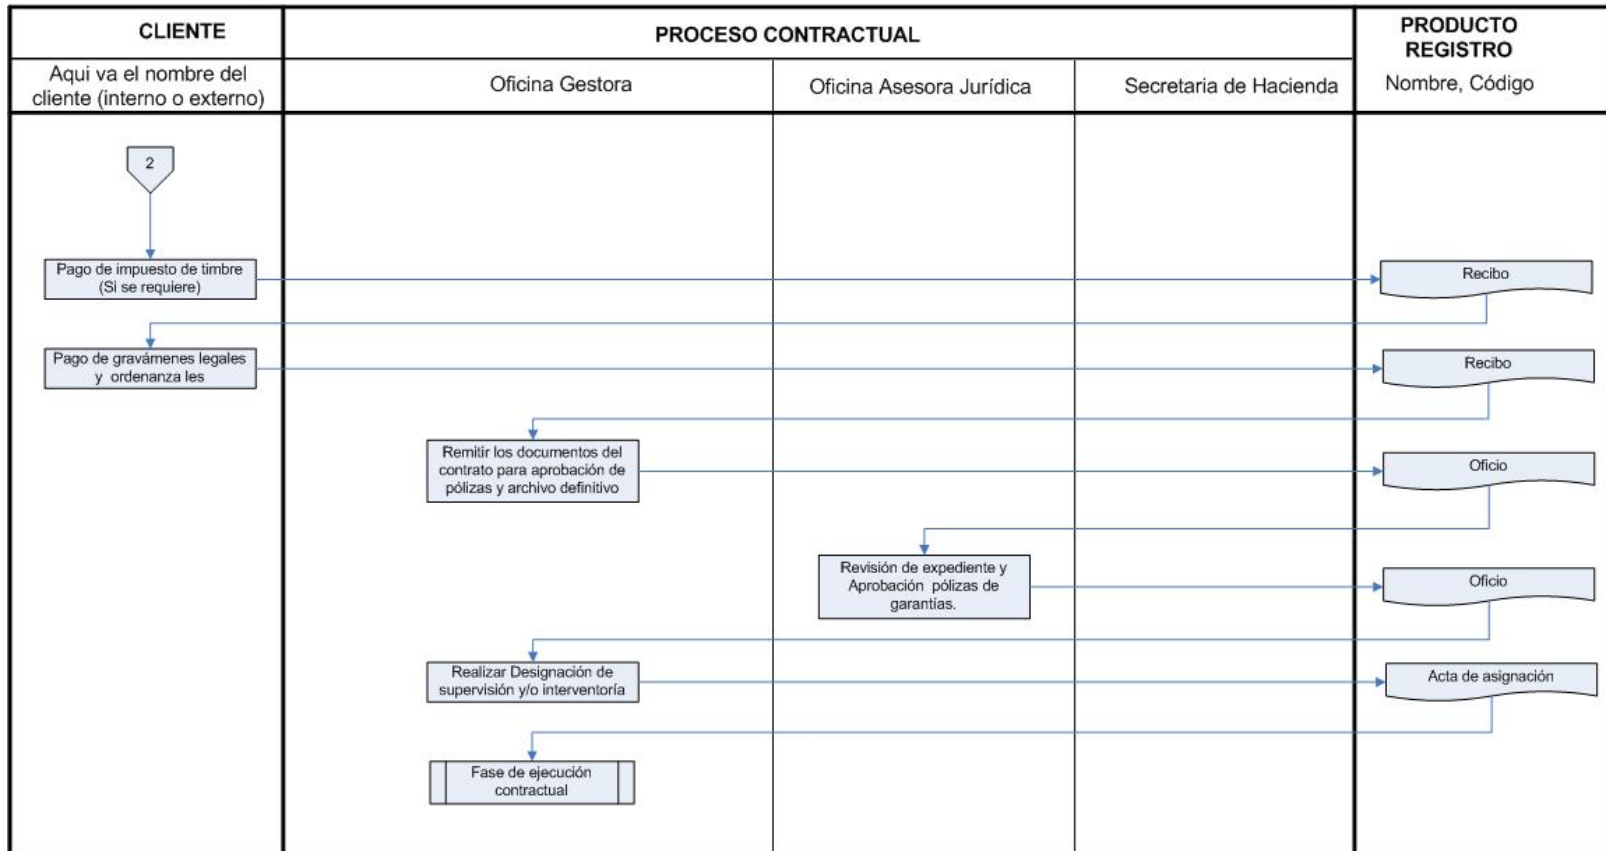 CLIENTE
PROCESO CONTRACTUAL
PRODUCTO
REGISTRO
Aqui va el nombre del
cliente (interno o externo)
Oficina Gestora
Oficina Asesora Jurídica
Secretaria de Hacienda
Nombre, Código
2
Pago de impuesto de timbre
(Si se requiere)
Recibo
Pago de gravámenes legales
y ordenanza les
Recibo
Remitir los documentos del
contrato para aprobación de
pólizas y archivo definitivo
Oficio
Revisión de expediente y
Aprobación pólizas de
garantías.
Oficio
Realizar Designación de
supervisión y/o interventoría
Acta de asignación
Fase de ejecución
contractual